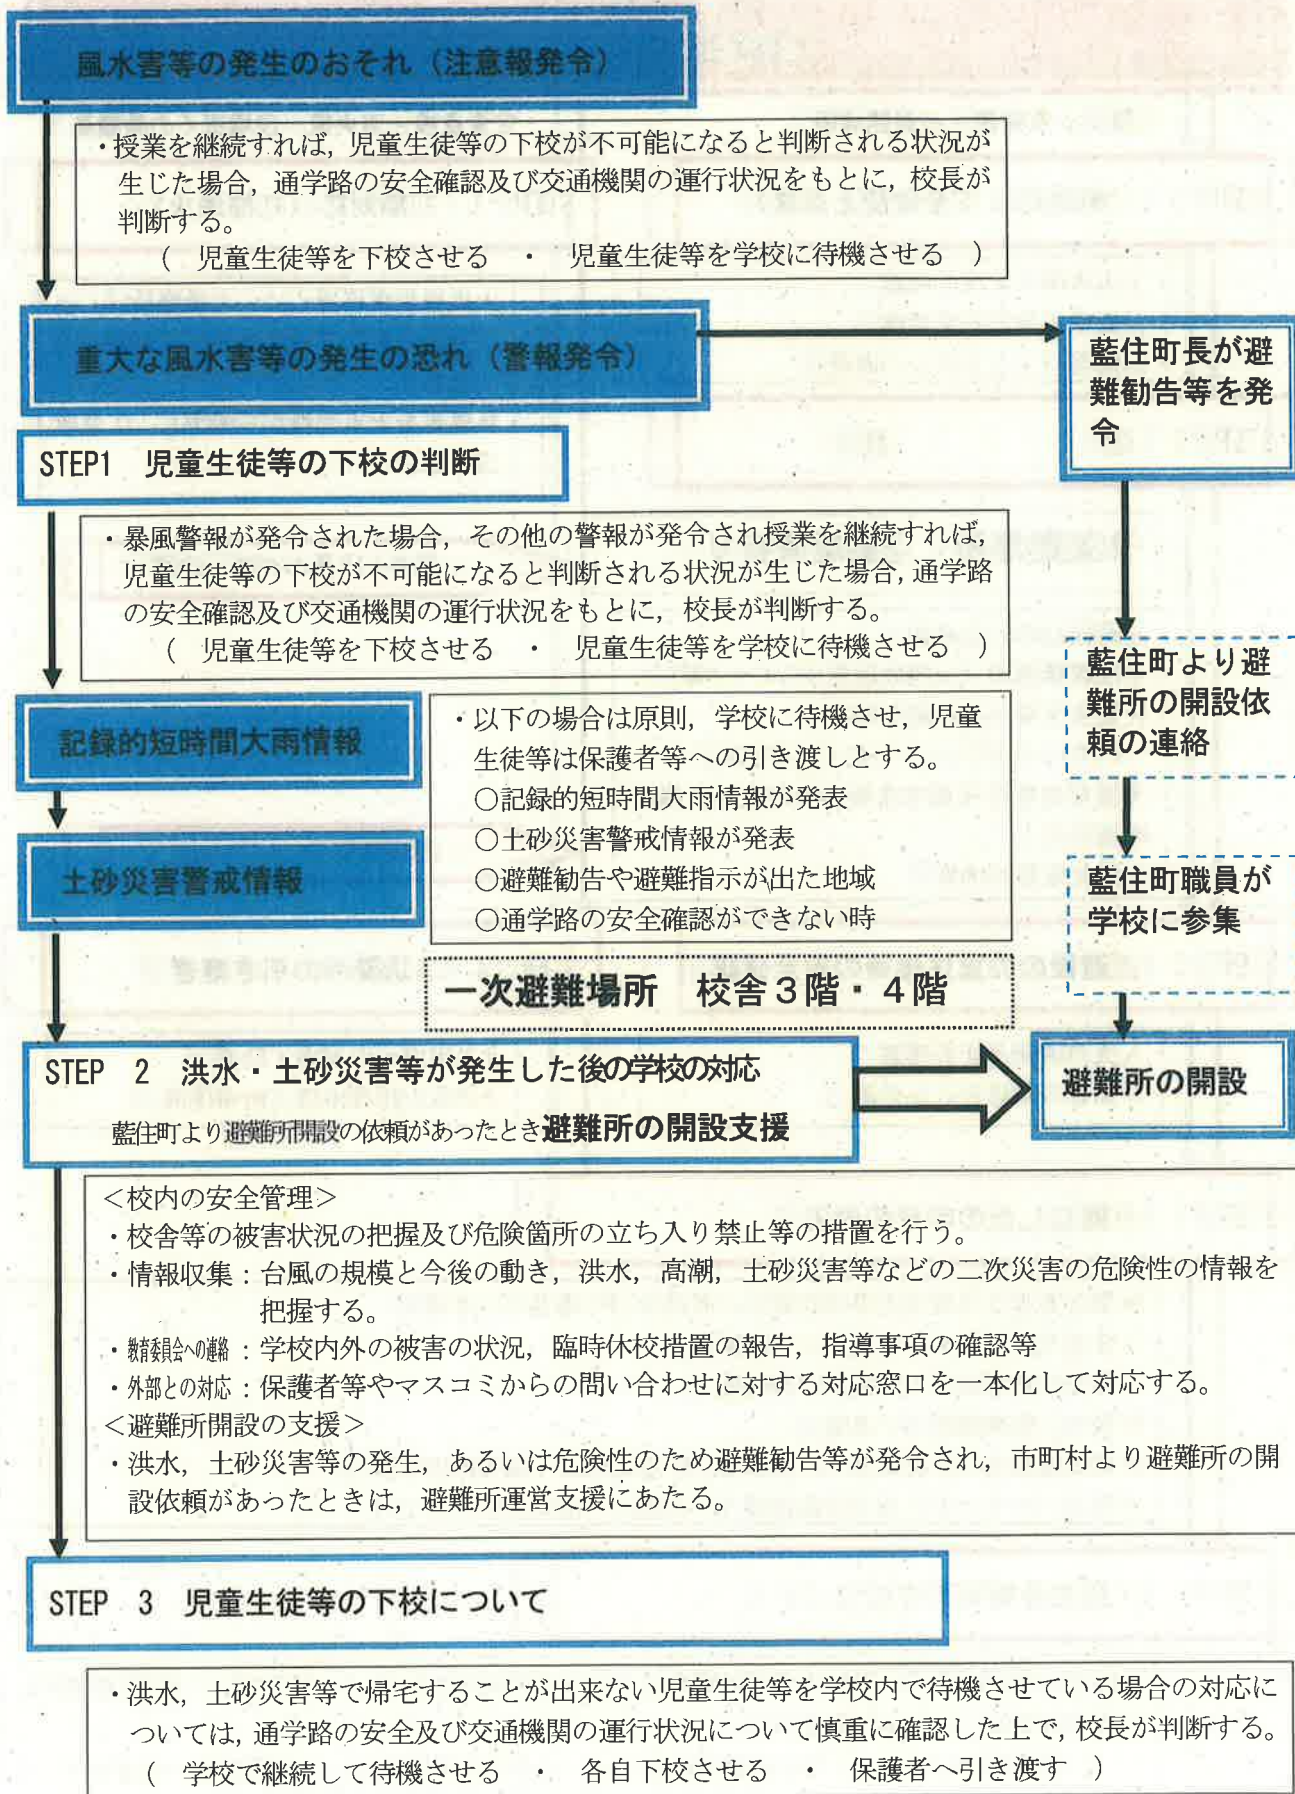 風水害等の発生のおそれ（注意報発令）
・授業を継続すれば，児童生徒等の下校が不可能になると判断される状況が
生じた場合，通学路の安全確認及び交通機関の運行状況をもとに，校長が
判断する。
（　児童生徒等を下校させる　・　児童生徒等を学校に待機させる　）
重大な風水害等の発生の恐れ（警報発令）
藍住町長が避
難勧告等を発
令
STEP1　児童生徒等の下校の判断
・暴風警報が発令された場合，その他の警報が発令され授業を継続すれば，
児童生徒等の下校が不可能になると判断される状況が生じた場合，通学路
の安全確認及び交通機関の運行状況をもとに，校長が判断する。
（　児童生徒等を下校させる　・　児童生徒等を学校に待機させる　）
藍住町より避
難所の開設依
頼の連絡
記録的短時間大雨情報
・以下の場合は原則，学校に待機させ，児童
生徒等は保護者等への引き渡しとする。
○記録的短時間大雨情報が発表
○土砂災害警戒情報が発表
○避難勧告や避難指示が出た地域
○通学路の安全確認ができない時
土砂災害警戒情報
藍住町職員が
学校に参集
一次避難場所　校舎３階・４階
STEP　2　洪水・土砂災害等が発生した後の学校の対応
藍住町より避難所開設の依頼があったとき避難所の開設支援
避難所の開設
＜校内の安全管理＞
・校舎等の被害状況の把握及び危険箇所の立ち入り禁止等の措置を行う。
・情報収集：台風の規模と今後の動き，洪水，高潮，土砂災害等などの二次災害の危険性の情報を
把握する。
・教育委員会への連絡：学校内外の被害の状況，臨時休校措置の報告，指導事項の確認等
・外部との対応：保護者等やマスコミからの問い合わせに対する対応窓口を一本化して対応する。
＜避難所開設の支援＞
・洪水，土砂災害等の発生，あるいは危険性のため避難勧告等が発令され，市町村より避難所の開
設依頼があったときは，避難所運営支援にあたる。
STEP　3　児童生徒等の下校について
・洪水，土砂災害等で帰宅することが出来ない児童生徒等を学校内で待機させている場合の対応に
ついては，通学路の安全及び交通機関の運行状況について慎重に確認した上で，校長が判断する。
（　学校で継続して待機させる　・　各自下校させる　・　保護者へ引き渡す　）